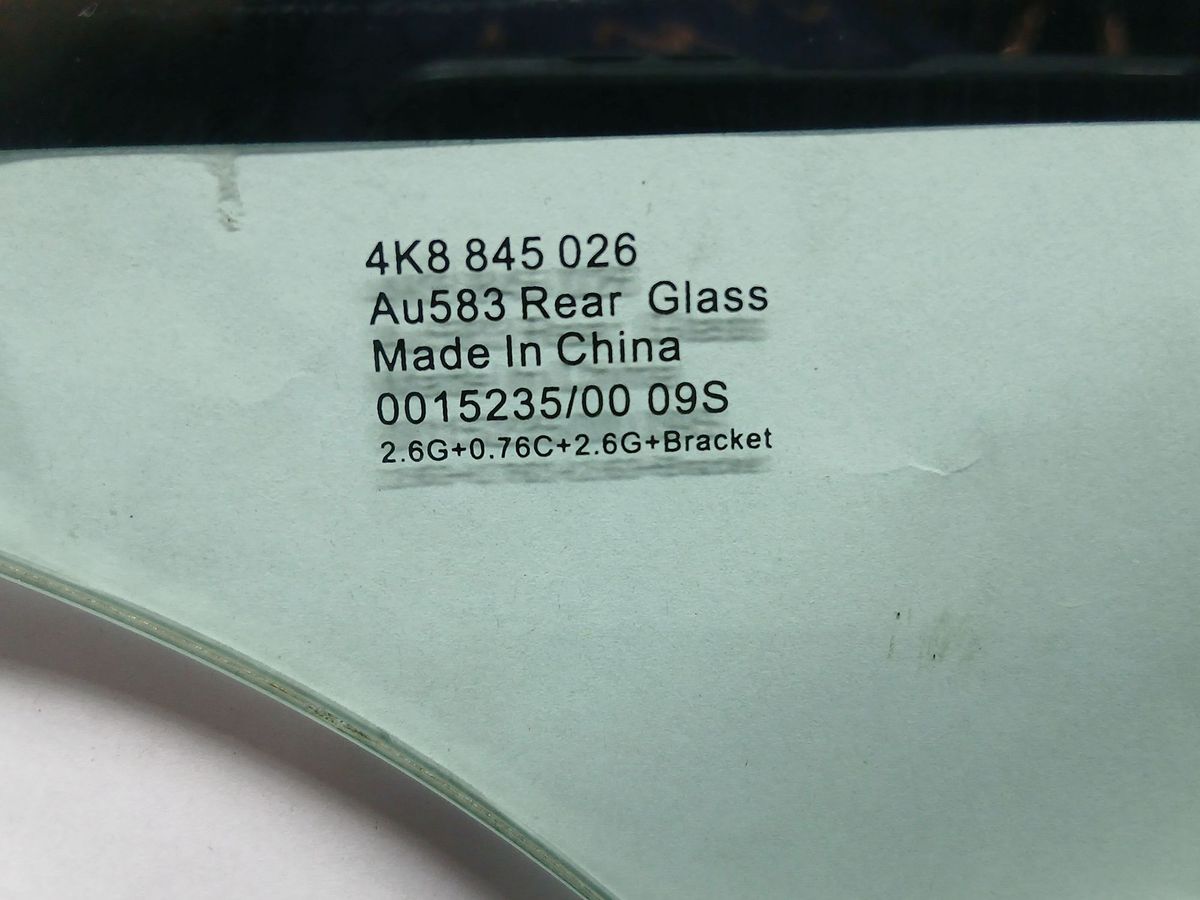 4K8 845 026
Au583 Rear Glass
Made In China
0015235/00 09S
2.6G+0.76C+2.6G+Bracket